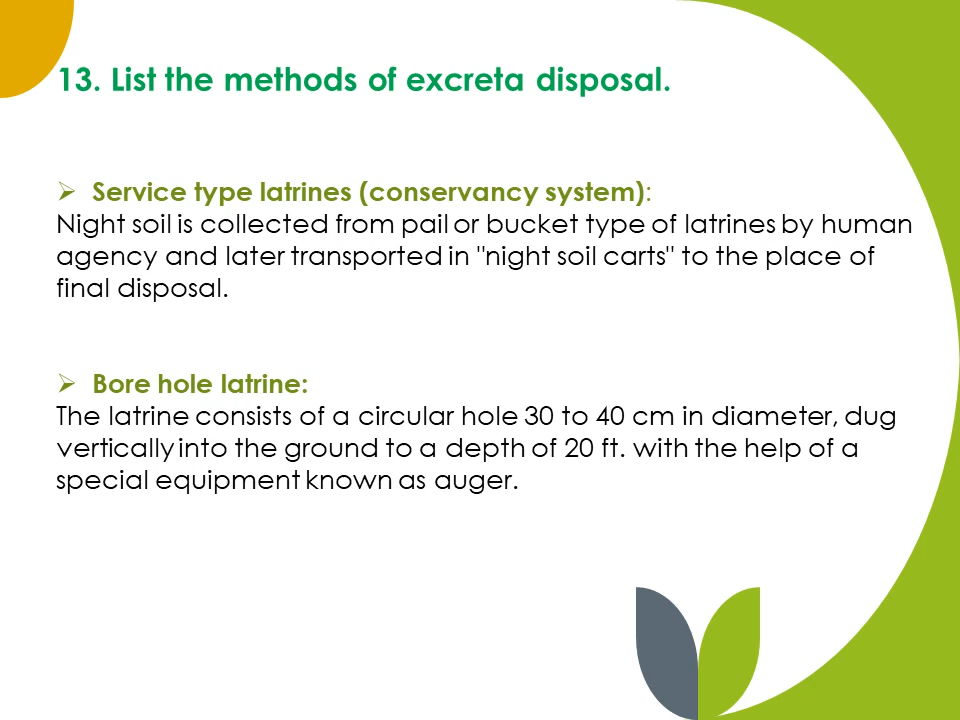 13. List the methods of excreta disposal.
➢ Service type latrines (conservancy system):
Night soil is collected from pail or bucket type of latrines by human
agency and later transported in "night soil carts" to the place of
final disposal.
➢ Bore hole latrine:
The latrine consists of a circular hole 30 to 40 cm in diameter, dug
vertically into the ground to a depth of 20 ft. with the help of a
special equipment known as auger.